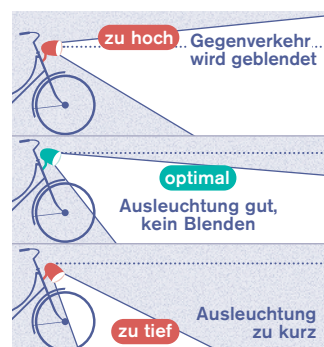 zu hoch
Gegenverkehr
wird geblendet
optimal
Ausleuchtung gut,
kein Blenden
Ausleuchtung
zu kurz
zu tief